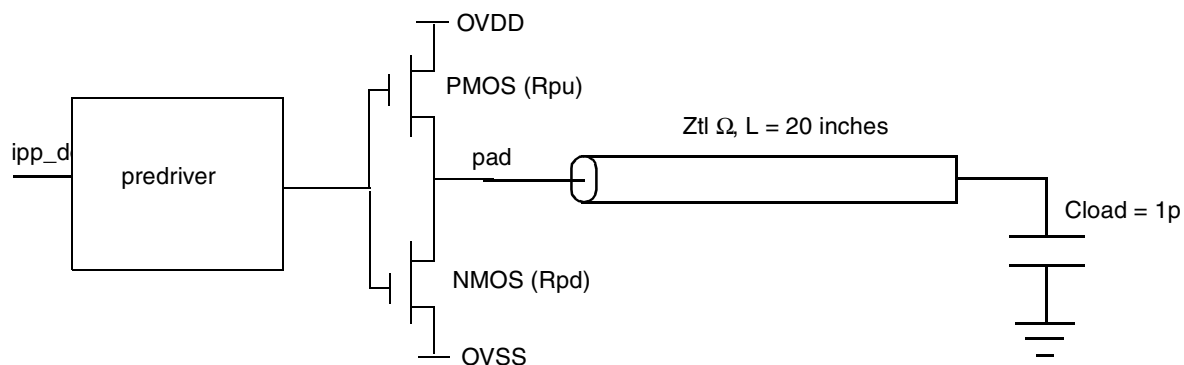 OVDD
PMOS (Rpu)
Ztl Ω, L = 20 inches
ipp_d
predriver
pad
Cload = 1p
NMOS (Rpd)
OVSS